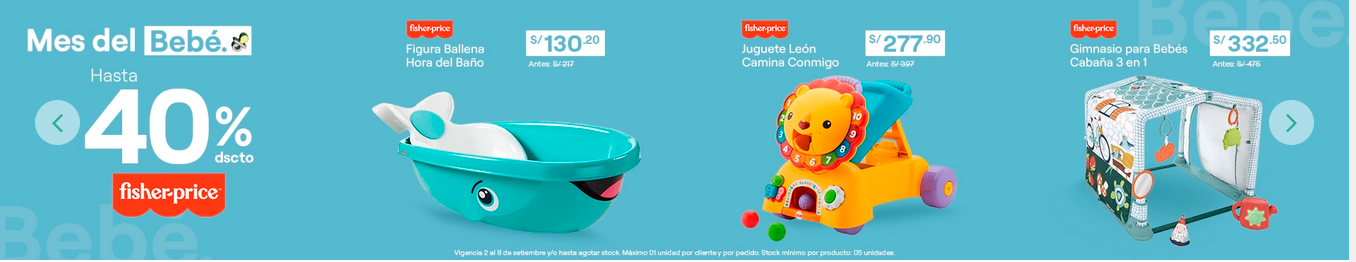 Mes del Bebé.
Hasta
40%
dscto
fisher-price
fisher-price
Figura Ballena
Hora del Baño
S/130.20
Antes: S/ 217
fisher-price
Juguete León
Camina Conmigo
S/277.90
Antes: S/ 397
fisher-price
Gimnasio para Bebés
Cabaña 3 en 1
S/332.50
Antes: S/ 475
Bebe.
Bebe.
Vigencia 2 al 8 de setiembre y/o hasta agotar stock. Máximo 01 unidad por cliente y por pedido. Stock mínimo por producto: 05 unidades.